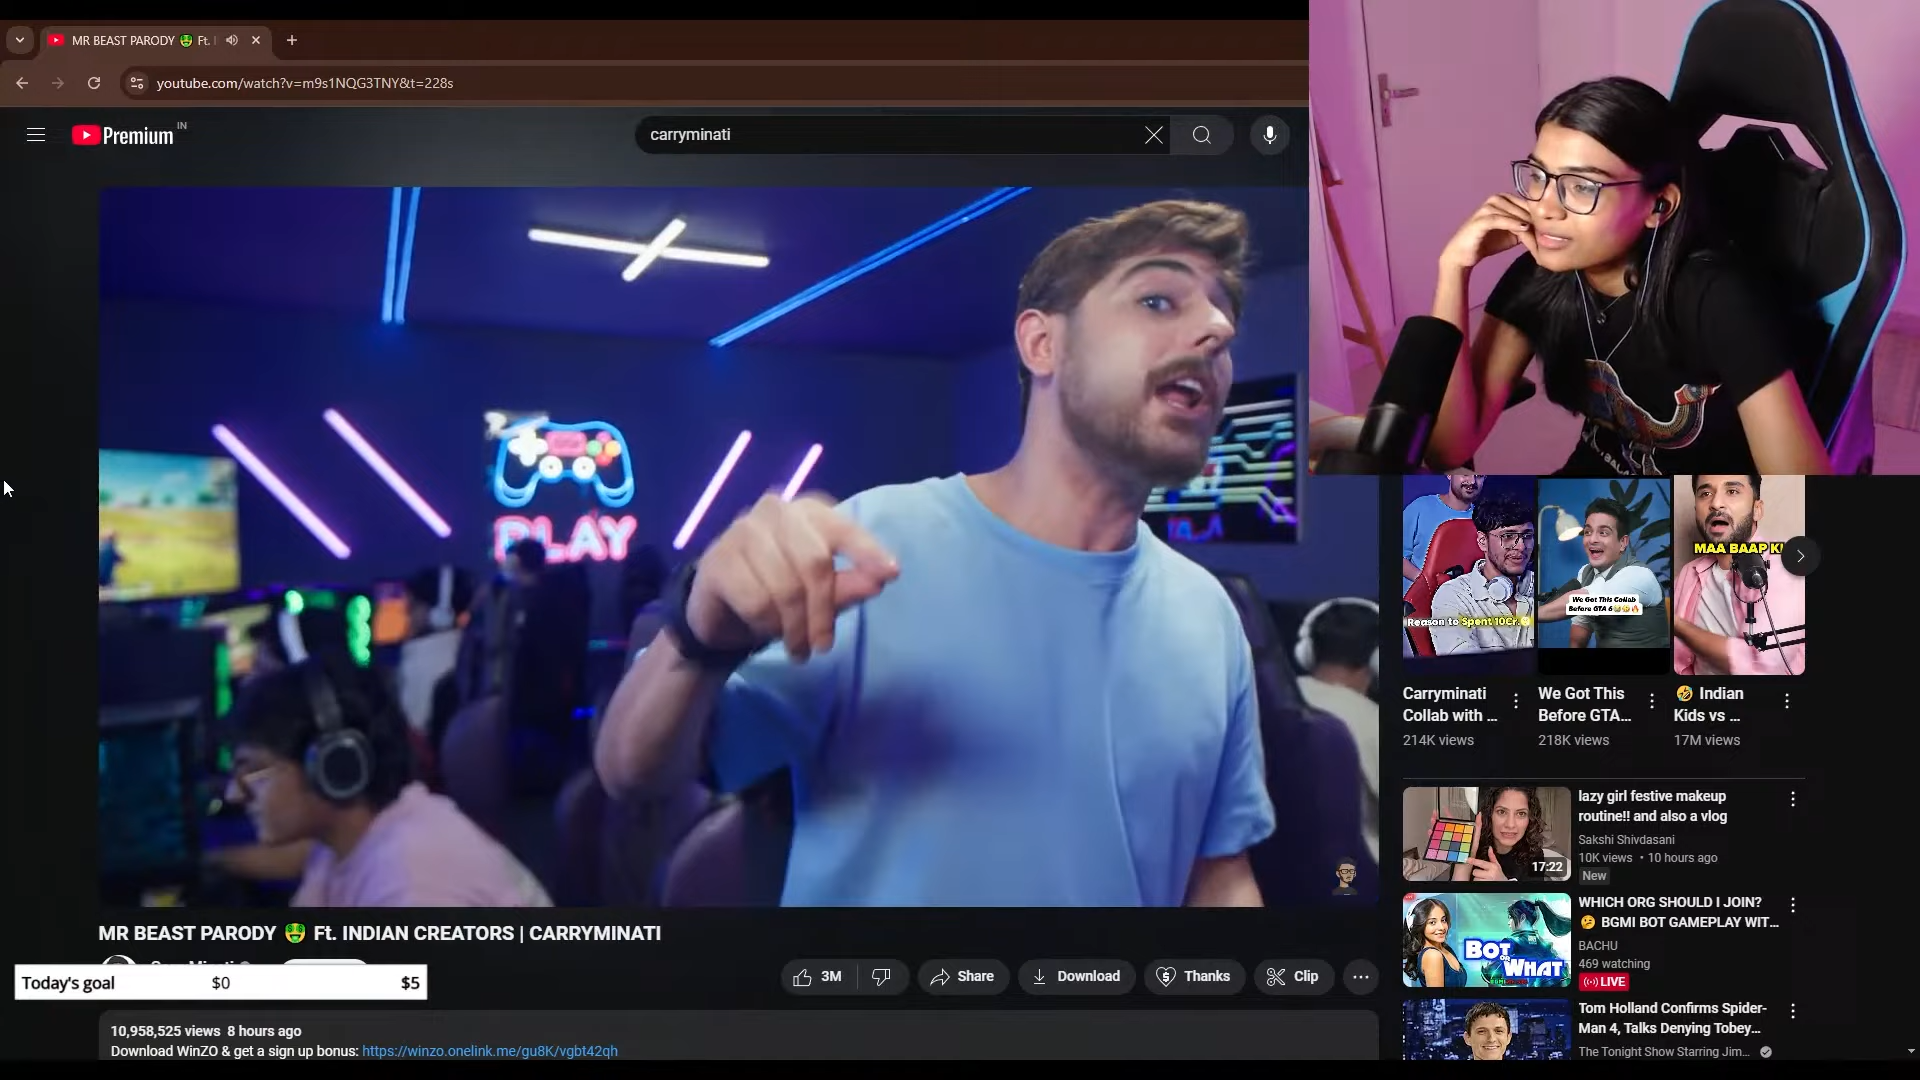 MR BEAST PARODY 🤑 Ft.
youtube.com/watch?v=m9s1NQG3TNY&t=228s
Premium IN
carryminati
PLAY
Reason to Spent 10Cr.
We Got This Collab
Before GTA 6
MAA BAAP KI
Carryminati
Collab with ...
214K views
We Got This
Before GTA...
218K views
🤣 Indian
Kids vs ...
17M views
lazy girl festive makeup
routine!! and also a vlog
Sakshi Shivdasani
10K views • 10 hours ago
New
17:22
WHICH ORG SHOULD I JOIN?
🤔 BGMI BOT GAMEPLAY WIT...
BACHU
469 watching
LIVE
BOT
OR
WHAT
Tom Holland Confirms Spider-
Man 4, Talks Denying Tobey...
The Tonight Show Starring Jim...
MR BEAST PARODY 🤑 Ft. INDIAN CREATORS | CARRYMINATI
Today's goal $0 $5
3M
Share
Download
Thanks
Clip
10,958,525 views 8 hours ago
Download WinZO & get a sign up bonus: https://winzo.onelink.me/gu8K/vgbt42qh